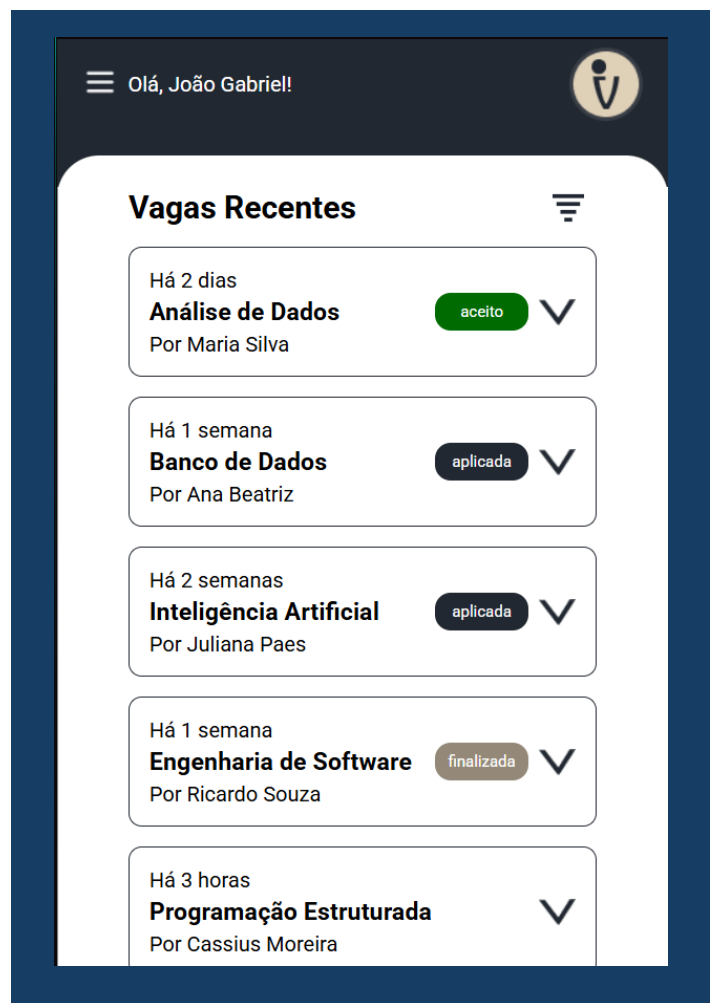 Olá, João Gabriel!
Vagas Recentes
Há 2 dias
Análise de Dados
aceito
Por Maria Silva
Há 1 semana
Banco de Dados
aplicada
Por Ana Beatriz
Há 2 semanas
Inteligência Artificial
aplicada
Por Juliana Paes
Há 1 semana
Engenharia de Software
finalizada
Por Ricardo Souza
Há 3 horas
Programação Estruturada
Por Cassius Moreira